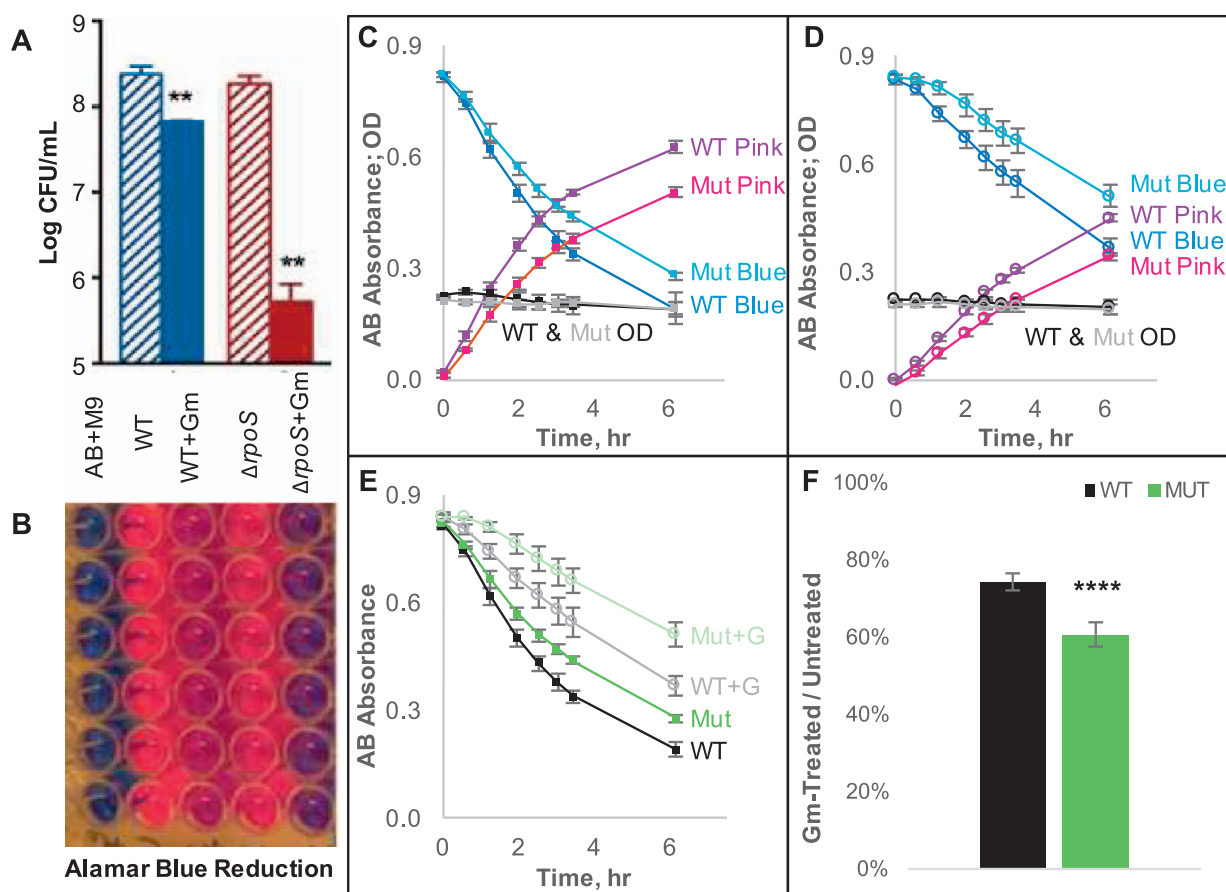 A
Log CFU/mL
9
8
7
6
5
**
**
AB+M9
WT
WT+Gm
ΔrpoS
ΔrpoS+Gm
B
Alamar Blue Reduction
C
AB Absorbance; OD
0.9
0.6
0.3
0.0
WT Pink
Mut Pink
Mut Blue
WT Blue
WT & Mut OD
0 2 4 6
Time, hr
D
AB Absorbance; OD
0.9
0.6
0.3
0.0
Mut Blue
WT Pink
WT Blue
Mut Pink
WT & Mut OD
0 2 4 6
Time, hr
E
AB Absorbance
0.9
0.6
0.3
0.0
Mut+G
WT+G
Mut
WT
0 2 4 6
Time, hr
F
Gm-Treated / Untreated
100%
80%
60%
40%
20%
0%
WT MUT
****